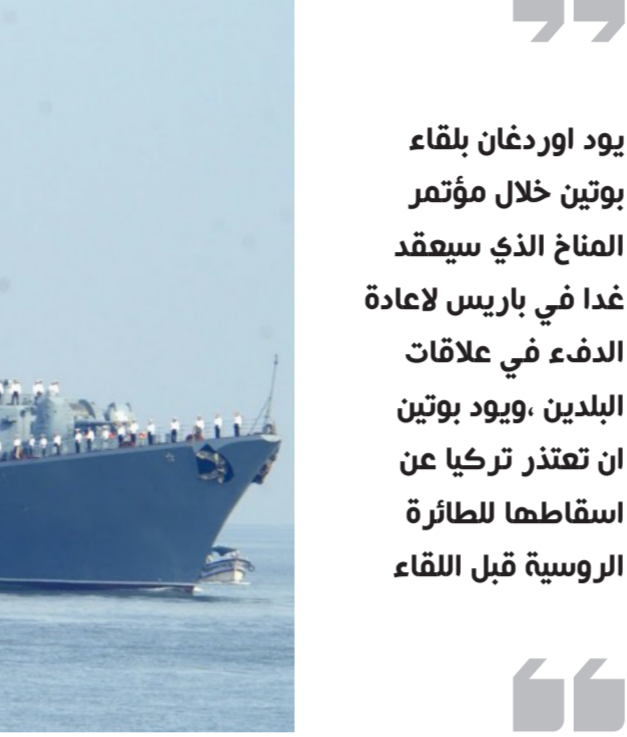 يود اوردغان بلقاء
بوتين خلال مؤتمر
المناخ الذي سيعقد
غدا في باريس لاعادة
الدفء في علاقات
البلدين ،ويود بوتين
ان تعتذر تركيا عن
اسقاطها للطائرة
الروسية قبل اللقاء